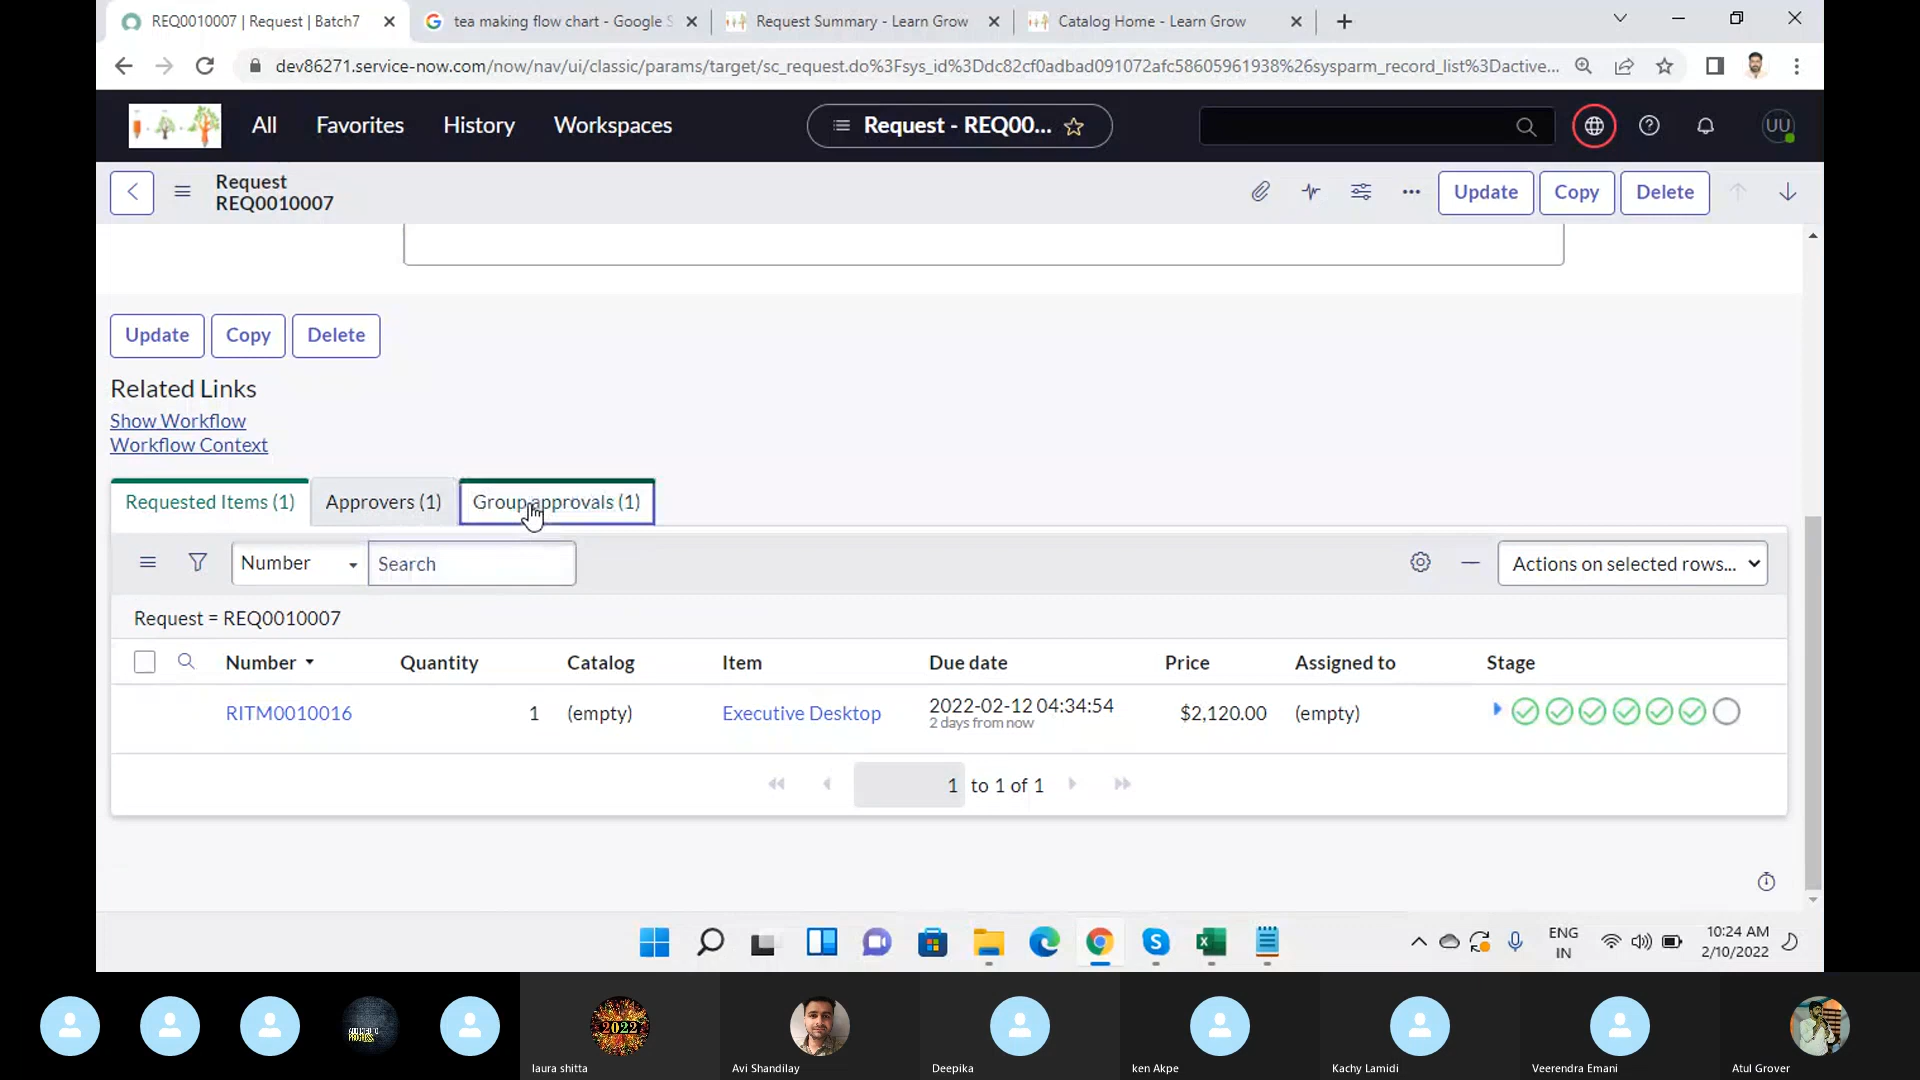 REQ0010007 | Request | Batch7
tea making flow chart - Google S
Request Summary - Learn Grow
Catalog Home - Learn Grow
dev86271.service-now.com/now/nav/ui/classic/params/target/sc_request.do%3Fsys_id%3Ddc82cf0adbad091072afc58605961938%26sysparm_record_list%3Dactive...
All
Favorites
History
Workspaces
Request - REQ00...
UU
Request
REQ0010007
Update
Copy
Delete
Update
Copy
Delete
Related Links
Show Workflow
Workflow Context
Requested Items (1)
Approvers (1)
Group approvals (1)
Number
Search
Actions on selected rows...
Request = REQ0010007
Number
Quantity
Catalog
Item
Due date
Price
Assigned to
Stage
RITM0010016
1
(empty)
Executive Desktop
2022-02-12 04:34:54
2 days from now
$2,120.00
(empty)
1 to 1 of 1
ENG
IN
10:24 AM
2/10/2022
2022
laura shitta
Avi Shandilay
Deepika
ken Akpe
Kachy Lamidi
Veerendra Emani
Atul Grover